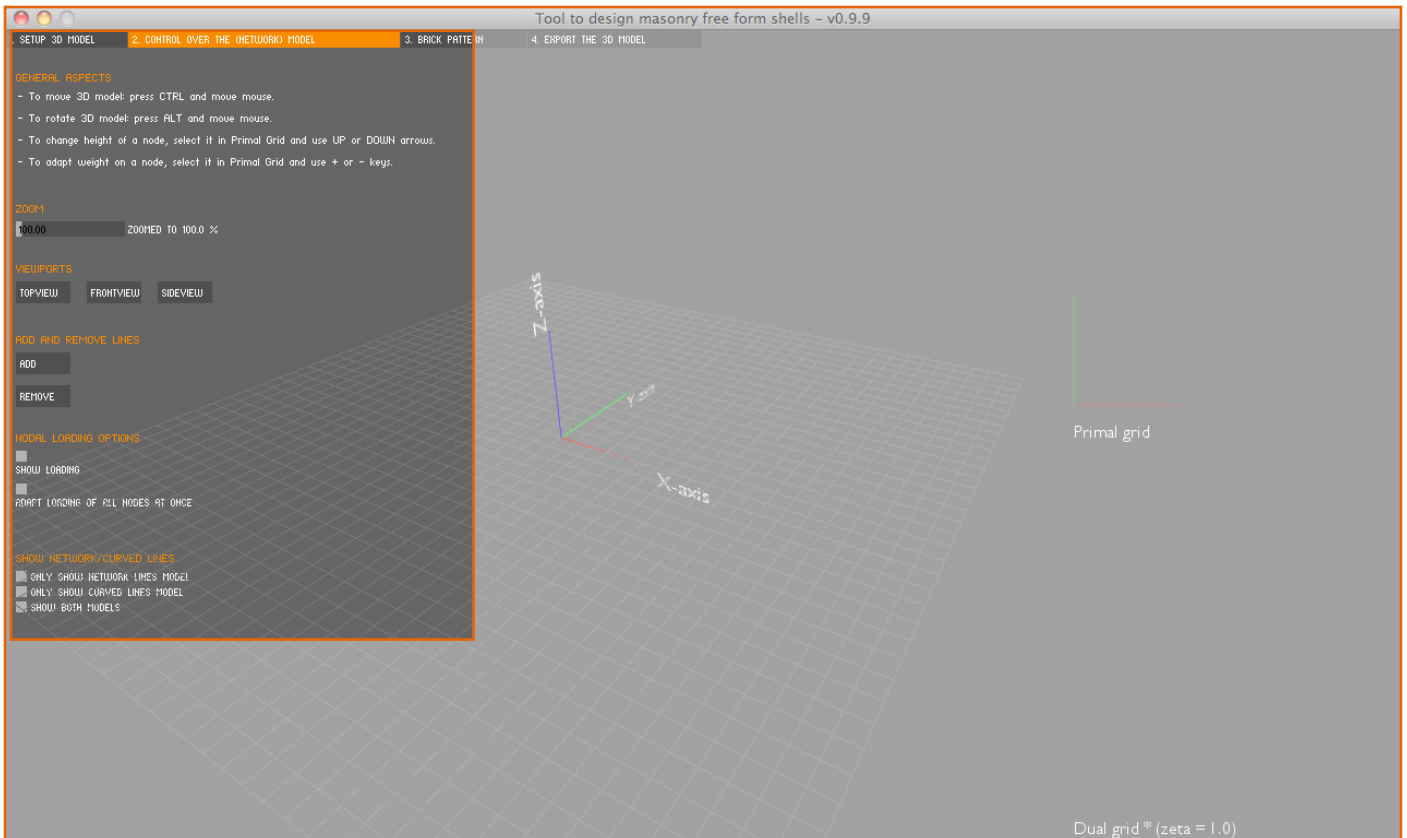 Tool to design masonry free form shells – v0.9.9
. SETUP 3D MODEL 2. CONTROL OVER THE (NETWORK) MODEL 3. BRICK PATTERN 4. EXPORT THE 3D MODEL
GENERAL ASPECTS
- To move 3D model: press CTRL and move mouse.
- To rotate 3D model: press ALT and move mouse.
- To change height of a node, select it in Primal Grid and use UP or DOWN arrows.
- To adapt weight on a node, select it in Primal Grid and use + or - keys.
ZOOM
100.00 ZOOMED TO 100.0 %
VIEWPORTS
TOPVIEW FRONTVIEW SIDEVIEW
ADD AND REMOVE LINES
ADD
REMOVE
NODAL LOADING OPTIONS
SHOW LOADING
ADAPT LOADING OF ALL NODES AT ONCE
SHOW NETWORK/CURVED LINES
ONLY SHOW NETWORK LINES MODEL
ONLY SHOW CURVED LINES MODEL
SHOW BOTH MODELS
Z-axis
Y-axis
X-axis
Primal grid
Dual grid * (zeta = 1.0)